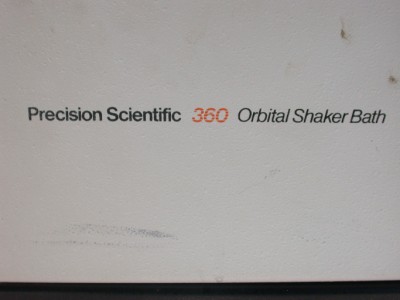 Precision Scientific 360 Orbital Shaker Bath